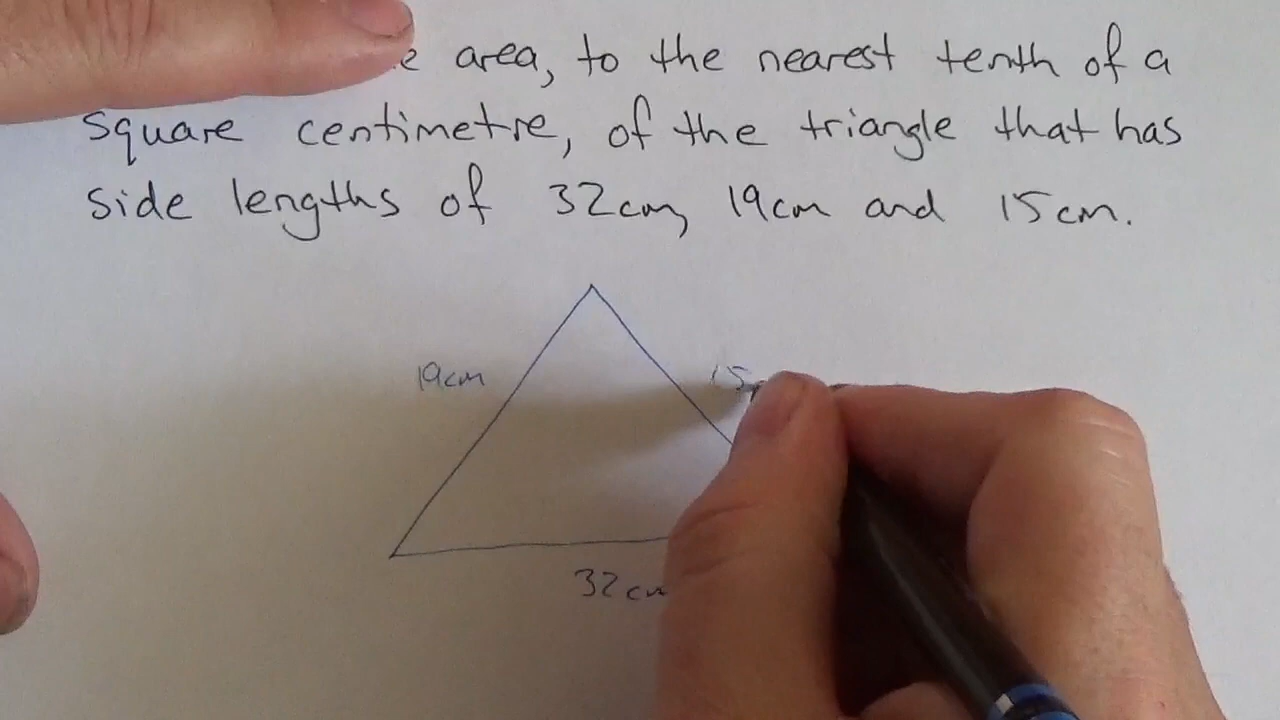 area, to the nearest tenth of a
square centimetre, of the triangle that has
side lengths of 32cm, 19cm and 15cm.
19cm
15
32cm